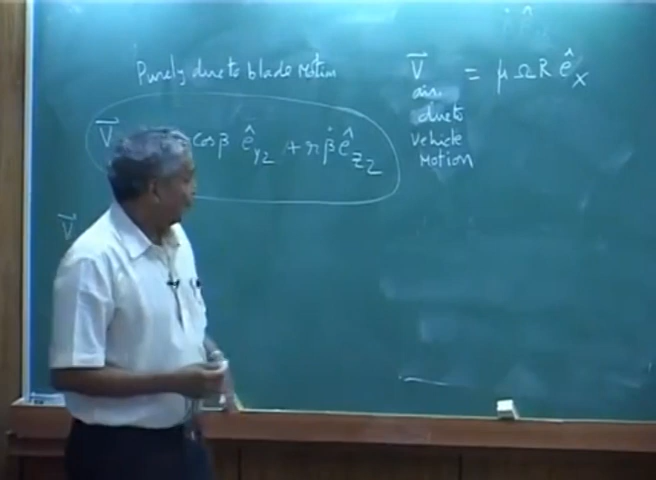 Purely due to blade Motion
V⃗ cosβ ê_y₂ + rβ̇ ê_z₂
V⃗ air due to vehicle Motion = μ Ω R ê_X
V⃗